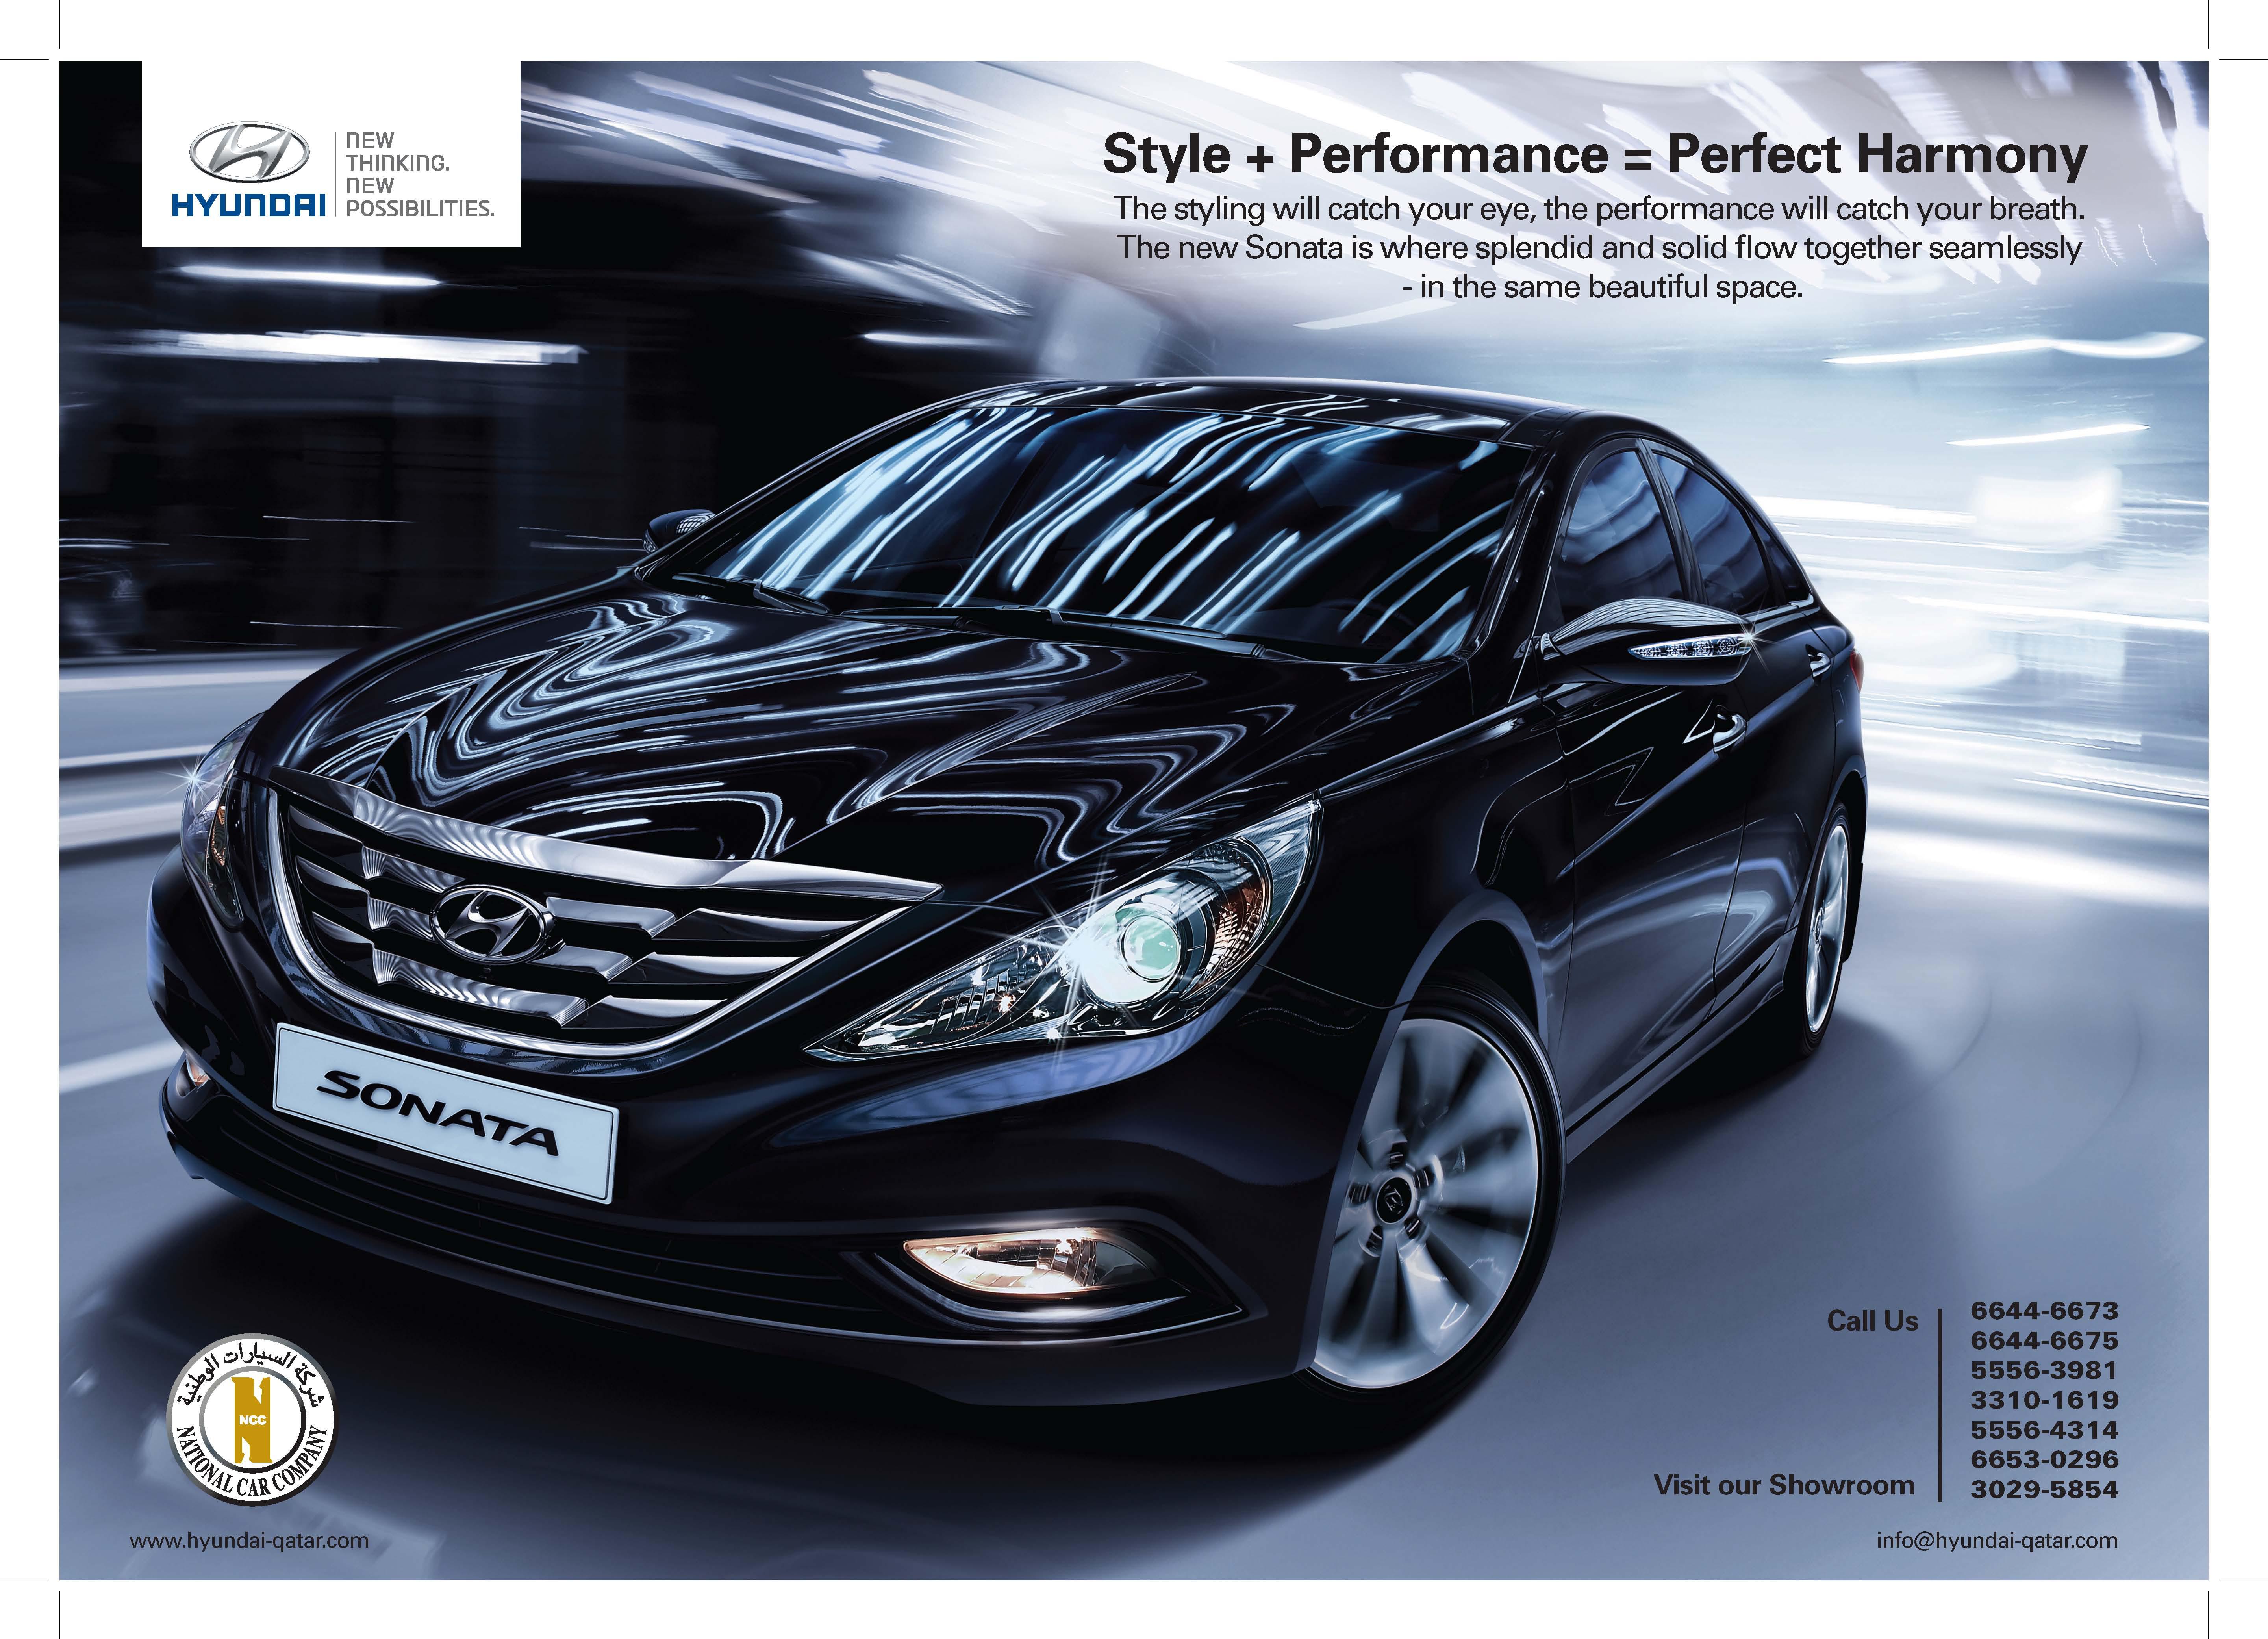 HYUNDAI
NEW
THINKING.
NEW
POSSIBILITIES.
Style + Performance = Perfect Harmony
The styling will catch your eye, the performance will catch your breath.
The new Sonata is where splendid and solid flow together seamlessly
- in the same beautiful space.
SONATA
شركة السيارات الوطنية
NCC
NATIONAL CAR COMPANY
www.hyundai-qatar.com
Call Us
6644-6673
6644-6675
5556-3981
3310-1619
5556-4314
6653-0296
3029-5854
Visit our Showroom
info@hyundai-qatar.com